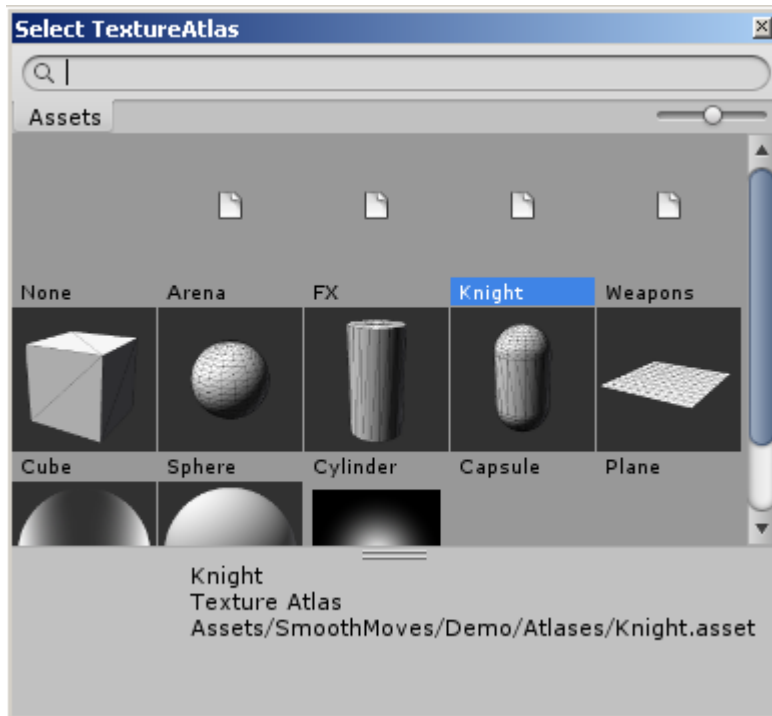 Select TextureAtlas
Assets
None Arena FX Knight Weapons
Cube Sphere Cylinder Capsule Plane
Knight
Texture Atlas
Assets/SmoothMoves/Demo/Atlases/Knight.asset